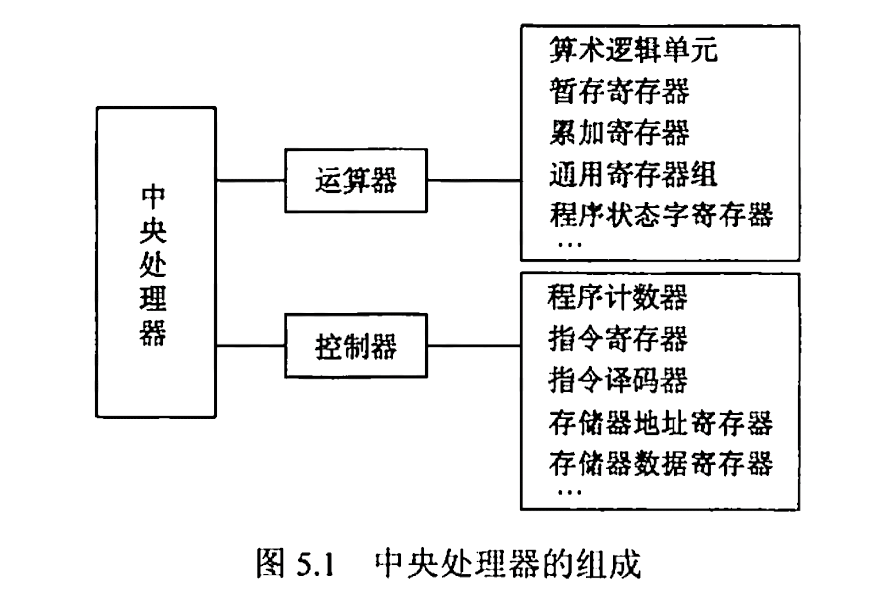 中央处理器
运算器
算术逻辑单元
暂存寄存器
累加寄存器
通用寄存器组
程序状态字寄存器
…
控制器
程序计数器
指令寄存器
指令译码器
存储器地址寄存器
存储器数据寄存器
…
图 5.1 中央处理器的组成